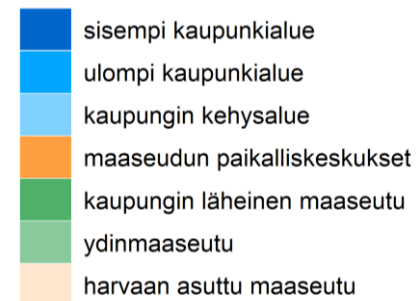 sisempi kaupunkialue
ulompi kaupunkialue
kaupungin kehysalue
maaseudun paikalliskeskukset
kaupungin läheinen maaseutu
ydinmaaseutu
harvaan asuttu maaseutu